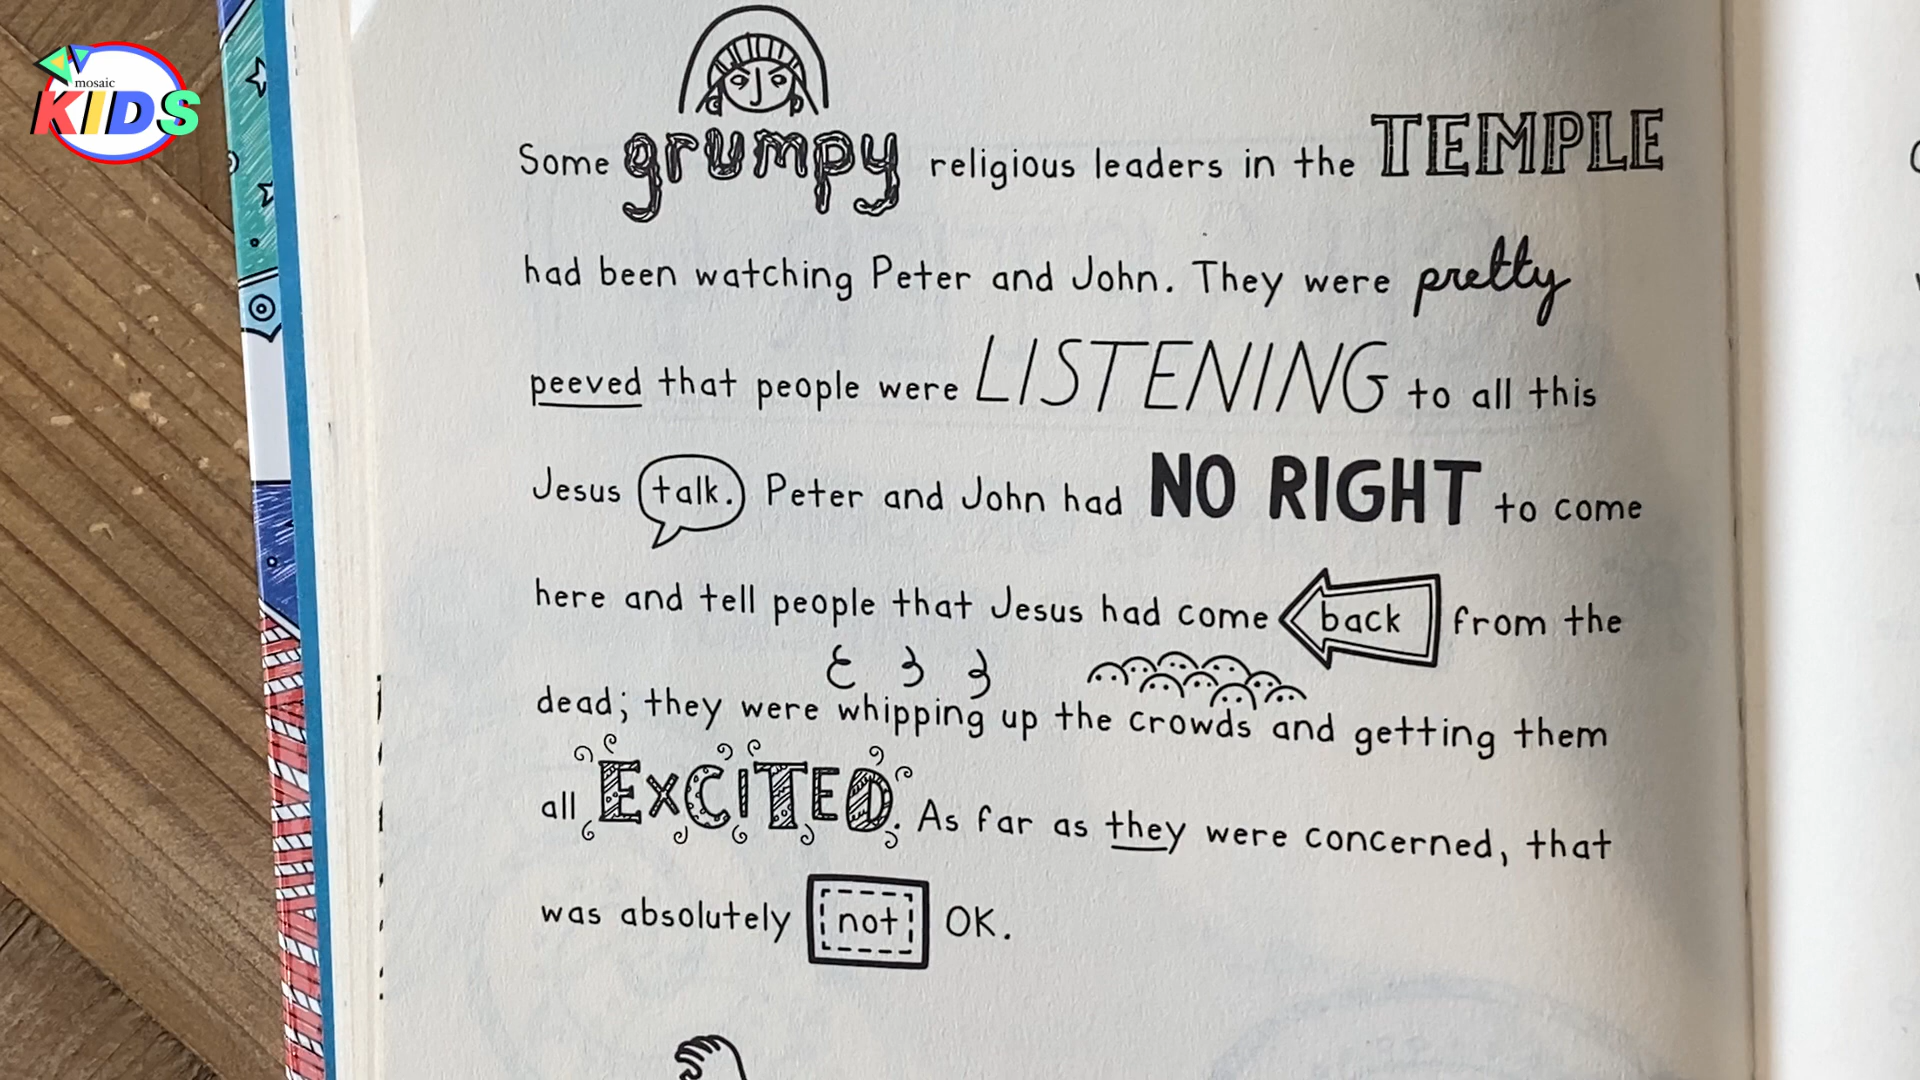 mosaic
KIDS
Some grumpy religious leaders in the TEMPLE
had been watching Peter and John. They were pretty
peeved that people were LISTENING to all this
Jesus talk. Peter and John had NO RIGHT to come
here and tell people that Jesus had come back from the
dead; they were whipping up the crowds and getting them
all EXCITED. As far as they were concerned, that
was absolutely not OK.